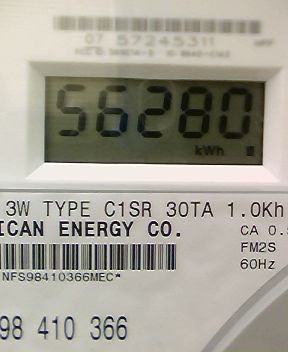 07 57245311
56280
kWh
3W TYPE C1SR 30TA 1.0Kh
ICAN ENERGY CO.
CA 0.
FM2S
60Hz
NFS98410366MEC*
98 410 366